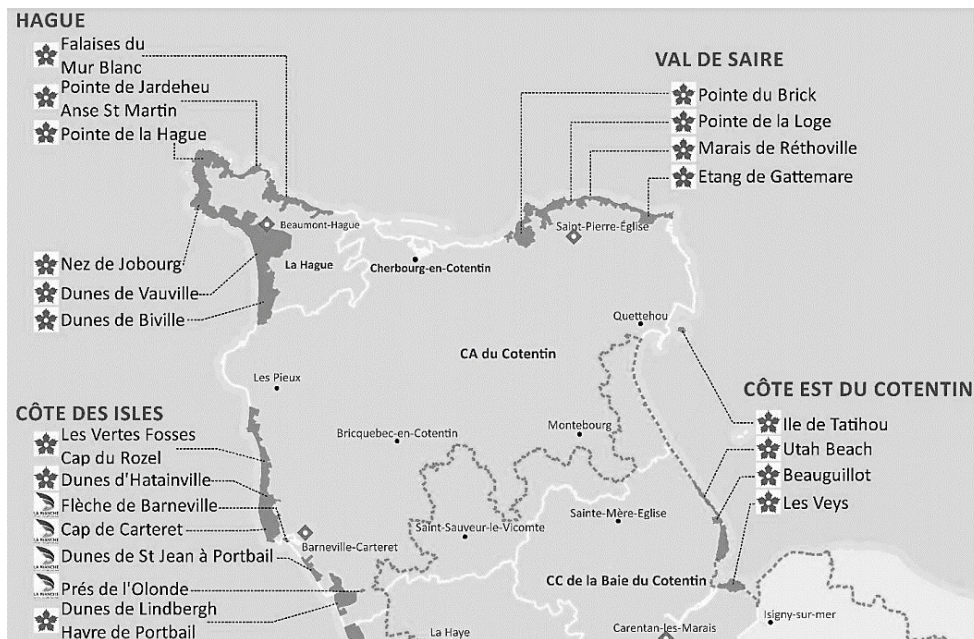 HAGUE
Falaises du
Mur Blanc
Pointe de Jardeheu
Anse St Martin
Pointe de la Hague
Nez de Jobourg
Dunes de Vauville
Dunes de Biville
CÔTE DES ISLES
Les Vertes Fosses
Cap du Rozel
Dunes d'Hatainville
Flèche de Barneville
Cap de Carteret
Dunes de St Jean à Portbail
Prés de l'Olonde
Dunes de Lindbergh
Havre de Portbail
VAL DE SAIRE
Pointe du Brick
Pointe de la Loge
Marais de Réthoville
Etang de Gattemare
CÔTE EST DU COTENTIN
Ile de Tatihou
Utah Beach
Beauguillot
Les Veys
Beaumont-Hague
La Hague
Cherbourg-en-Cotentin
Saint-Pierre-Eglise
Quettehou
CA du Cotentin
Les Pieux
Bricquebec-en-Cotentin
Montebourg
Sainte-Mère-Eglise
Saint-Sauveur-le-Vicomte
Barneville-Carteret
CC de la Baie du Cotentin
Isigny-sur-mer
La Haye
Carentan-les-Marais